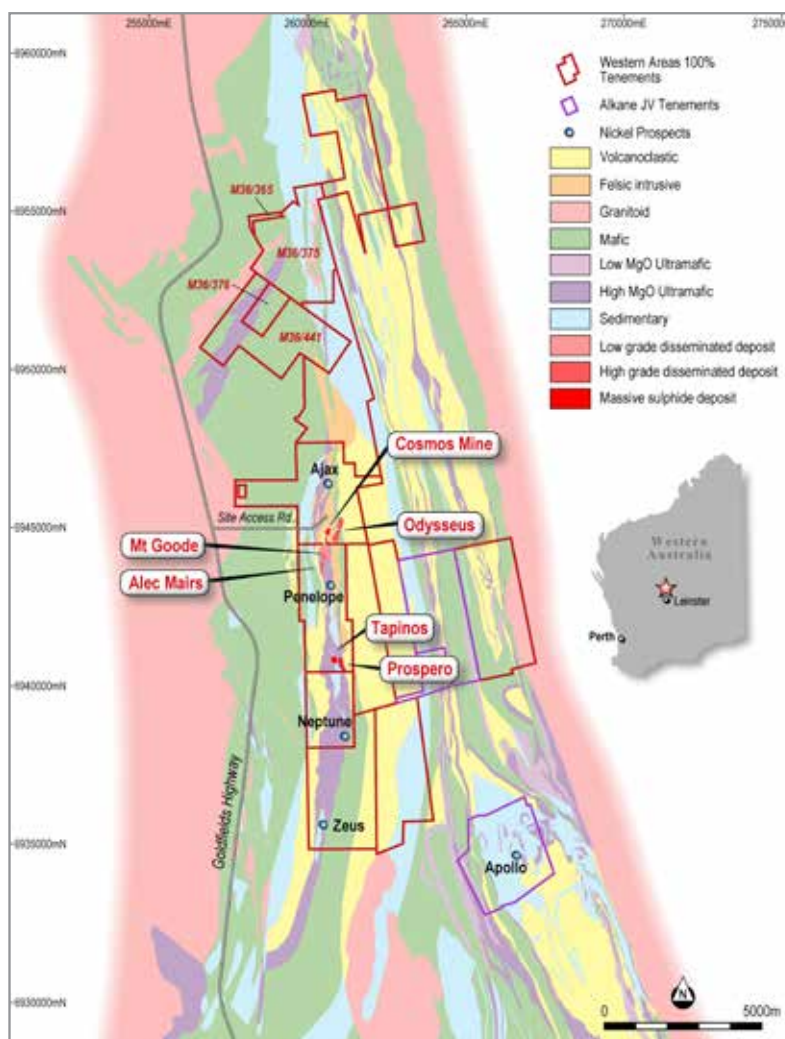 255000mE
260000mE
265000mE
270000mE
275000
6960000mN
6955000mN
6950000mN
6945000mN
6940000mN
6935000mN
6930000mN
Western Areas 100%
Tenements
Alkane JV Tenements
Nickel Prospects
Volcanoclastic
Felsic intrusive
Granitoid
Mafic
Low MgO Ultramafic
High MgO Ultramafic
Sedimentary
Low grade disseminated deposit
High grade disseminated deposit
Massive sulphide deposit
M36/365
M36/375
M36/376
M36/441
Cosmos Mine
Ajax
Site Access Rd.
Odysseus
Mt Goode
Alec Mairs
Penelope
Tapinos
Prospero
Neptune
Zeus
Apollo
Goldfields Highway
Western
Australia
Leinster
Perth
N
0
5000m